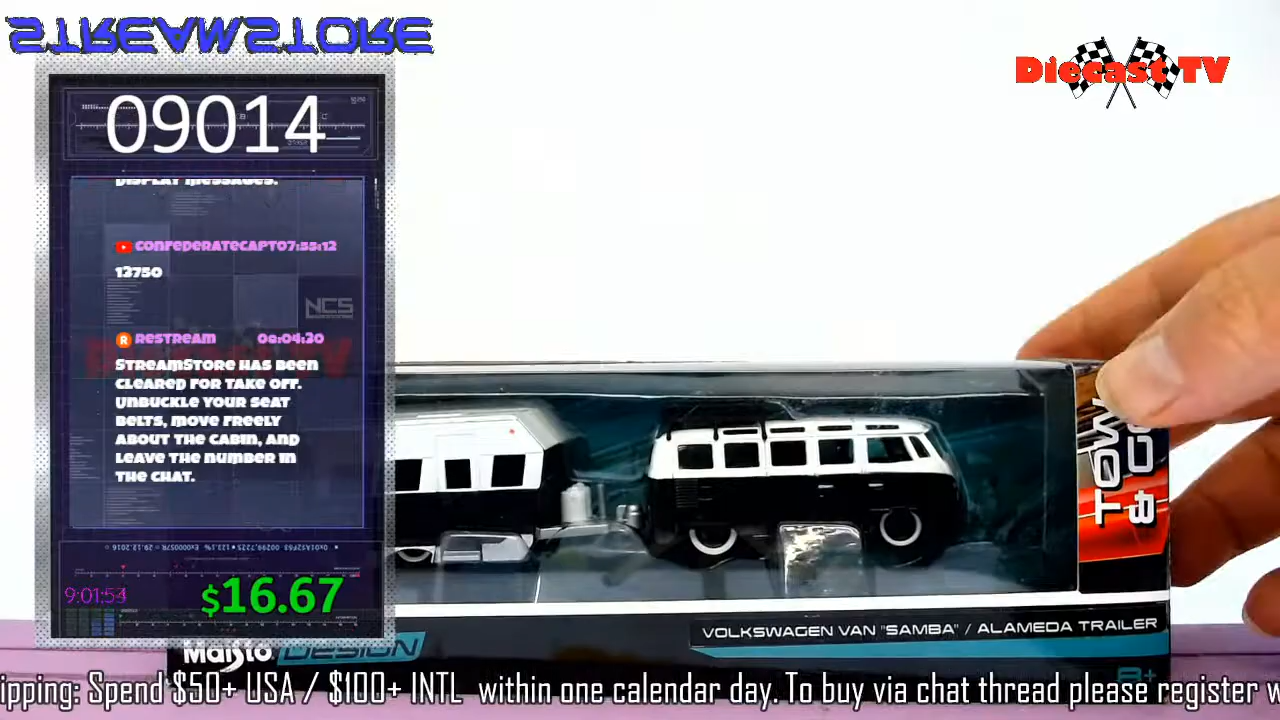 STREAMSTORE
Diecast TV
09014
DISPLAY MESSAGES.
CONFEDERATECAPT07:55:12
13750
NCS
RESTREAM
STREAMSTORE HAS BEEN
CLEARED FOR TAKE OFF.
UNBUCKLE YOUR SEAT
BELTS, MOVE FREELY
ABOUT THE CABIN, AND
LEAVE THE NUMBER IN
THE CHAT.
9:01:54
$16.67
TOW
& GO
VOLKSWAGEN VAN "SAMBA" / ALAMEDA TRAILER
Maisto DESIGN
8+
ipping: Spend $50+ USA / $100+ INTL within one calendar day. To buy via chat thread please register w